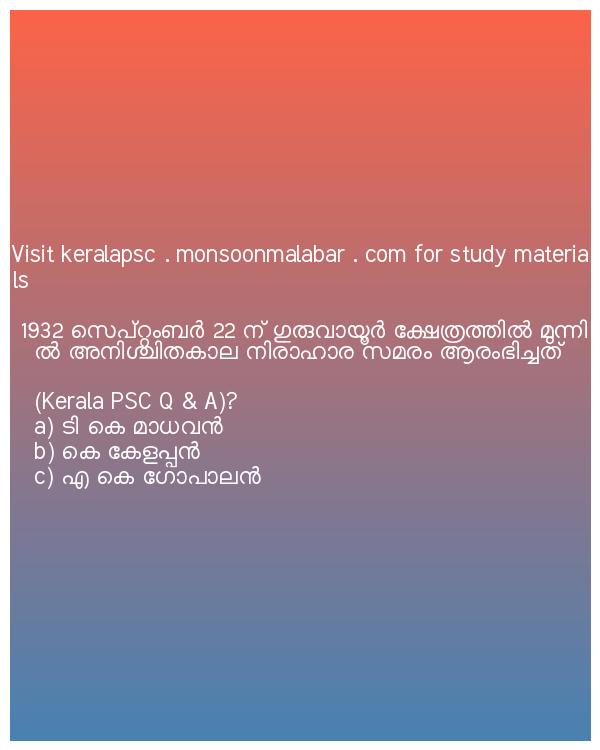 Visit keralapsc . monsoonmalabar . com for study materia
ls
1932 സെപ്റ്റംബർ 22 ന് ഗുരുവായൂർ ക്ഷേത്രത്തിൽ മുന്നി
ൽ അനിശ്ചിതകാല നിരാഹാര സമരം ആരംഭിച്ചത്
(Kerala PSC Q & A)?
a) ടി കെ മാധവൻ
b) കെ കേളപ്പൻ
c) എ കെ ഗോപാലൻ